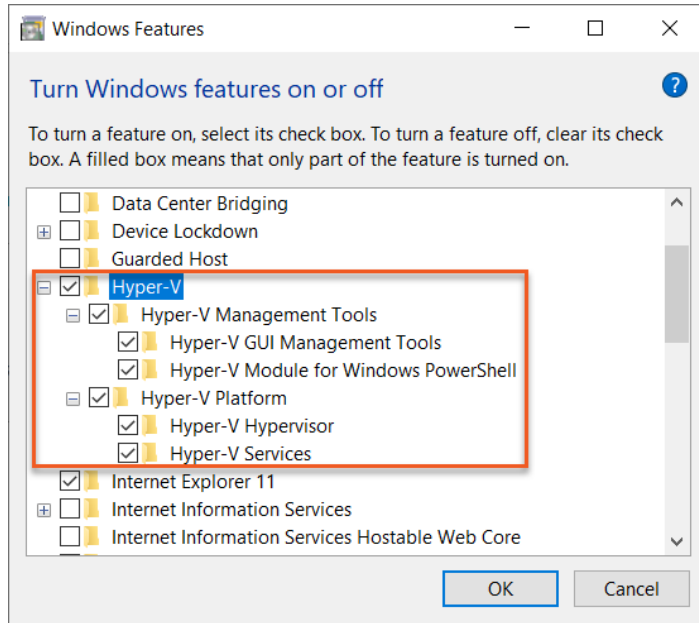 Windows Features
Turn Windows features on or off
?
To turn a feature on, select its check box. To turn a feature off, clear its check
box. A filled box means that only part of the feature is turned on.
Data Center Bridging
Device Lockdown
Guarded Host
Hyper-V
Hyper-V Management Tools
Hyper-V GUI Management Tools
Hyper-V Module for Windows PowerShell
Hyper-V Platform
Hyper-V Hypervisor
Hyper-V Services
Internet Explorer 11
Internet Information Services
Internet Information Services Hostable Web Core
OK
Cancel